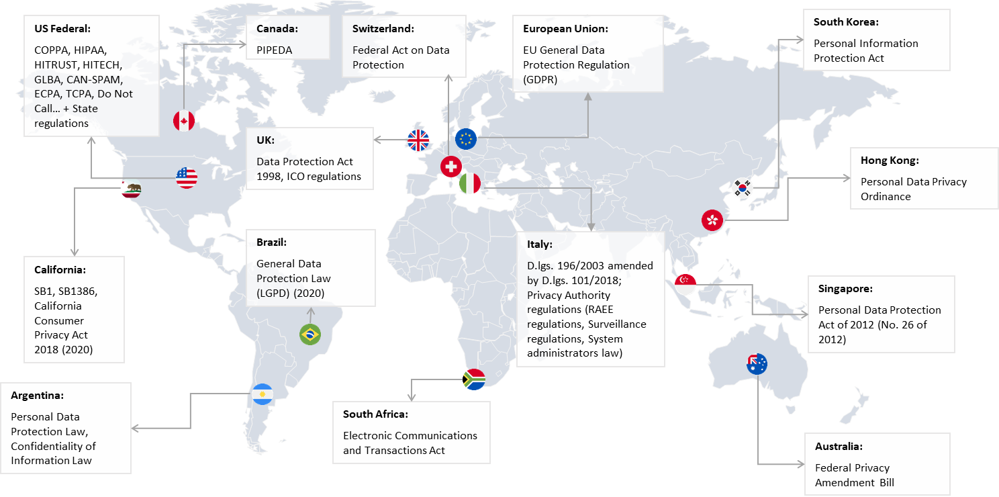 US Federal:
COPPA, HIPAA,
HITRUST, HITECH,
GLBA, CAN-SPAM,
ECPA, TCPA, Do Not
Call... + State
regulations
Canada:
PIPEDA
Switzerland:
Federal Act on Data
Protection
European Union:
EU General Data
Protection Regulation
(GDPR)
South Korea:
Personal Information
Protection Act
UK:
Data Protection Act
1998, ICO regulations
Hong Kong:
Personal Data Privacy
Ordinance
California:
SB1, SB1386,
California
Consumer
Privacy Act
2018 (2020)
Brazil:
General Data
Protection Law
(LGPD) (2020)
Italy:
D.lgs. 196/2003 amended
by D.lgs. 101/2018;
Privacy Authority
regulations (RAEE
regulations, Surveillance
regulations, System
administrators law)
Singapore:
Personal Data Protection
Act of 2012 (No. 26 of
2012)
Argentina:
Personal Data
Protection Law,
Confidentiality of
Information Law
South Africa:
Electronic Communications
and Transactions Act
Australia:
Federal Privacy
Amendment Bill